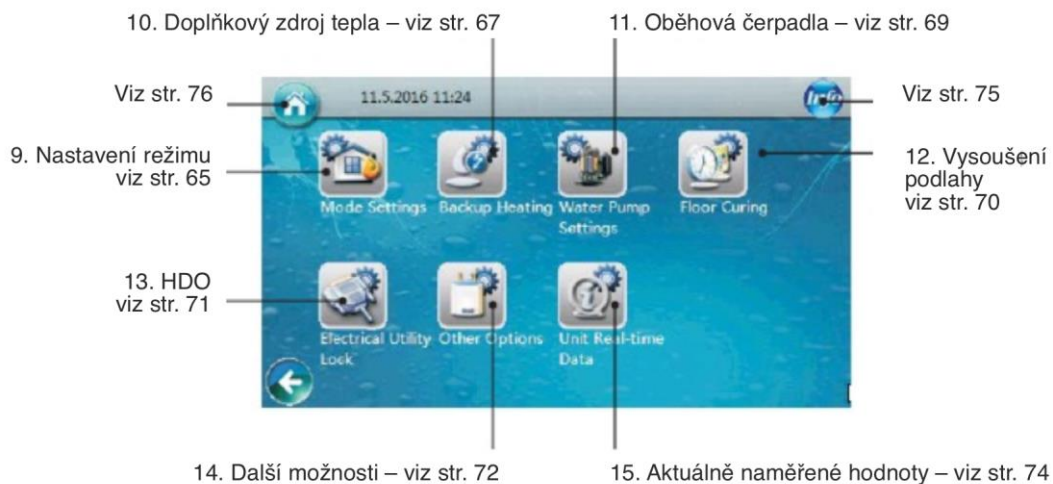 10. Doplňkový zdroj tepla – viz str. 67
11. Oběhová čerpadla – viz str. 69
Viz str. 76
11.5.2016 11:24
Info
Viz str. 75
9. Nastavení režimu
viz str. 65
12. Vysoušení
podlahy
viz str. 70
Mode Settings
Backup Heating
Water Pump
Settings
Floor Curing
13. HDO
viz str. 71
Electrical Utility
Lock
Other Options
Unit Real-time
Data
14. Další možnosti – viz str. 72
15. Aktuálně naměřené hodnoty – viz str. 74